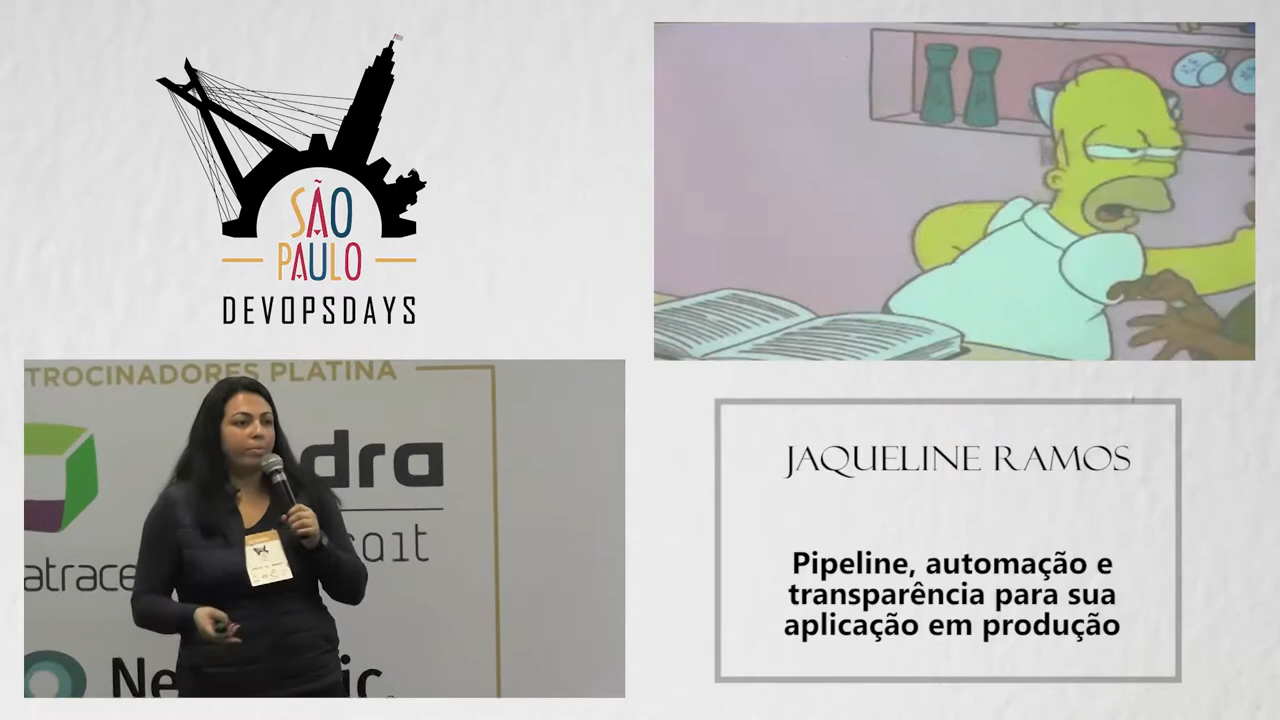 SÃO
PAULO
DEVOPSDAYS
TROCINADORES PLATINA
dra
atrace
JAQUELINE RAMOS
Pipeline, automação e
transparência para sua
aplicação em produção